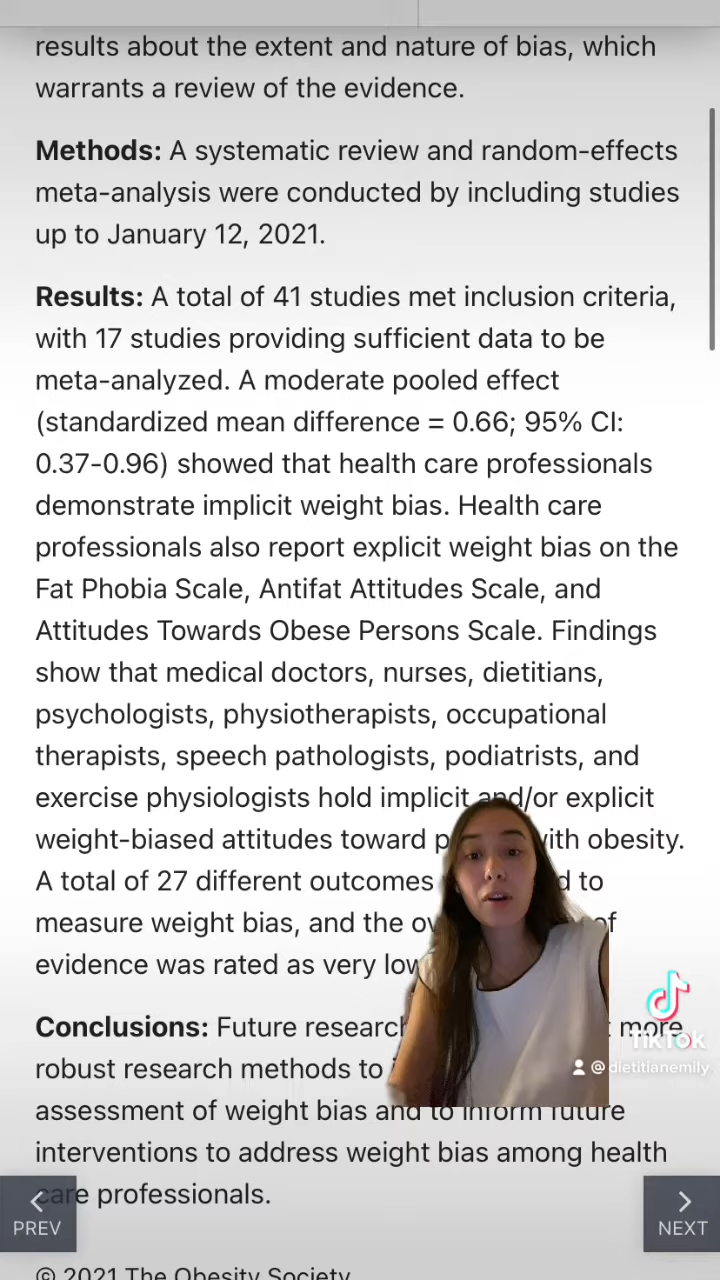 results about the extent and nature of bias, which
warrants a review of the evidence.
Methods: A systematic review and random-effects
meta-analysis were conducted by including studies
up to January 12, 2021.
Results: A total of 41 studies met inclusion criteria,
with 17 studies providing sufficient data to be
meta-analyzed. A moderate pooled effect
(standardized mean difference = 0.66; 95% CI:
0.37-0.96) showed that health care professionals
demonstrate implicit weight bias. Health care
professionals also report explicit weight bias on the
Fat Phobia Scale, Antifat Attitudes Scale, and
Attitudes Towards Obese Persons Scale. Findings
show that medical doctors, nurses, dietitians,
psychologists, physiotherapists, occupational
therapists, speech pathologists, podiatrists, and
exercise physiologists hold implicit and/or explicit
weight-biased attitudes toward with obesity.
A total of 27 different outcomes to
measure weight bias, and the of
evidence was rated as very low
Conclusions: Future research more
robust research methods to
assessment of weight bias and to inform future
interventions to address weight bias among health
care professionals.
© 2021 The Obesity Society
PREV
NEXT
TikTok
@dietitianemily